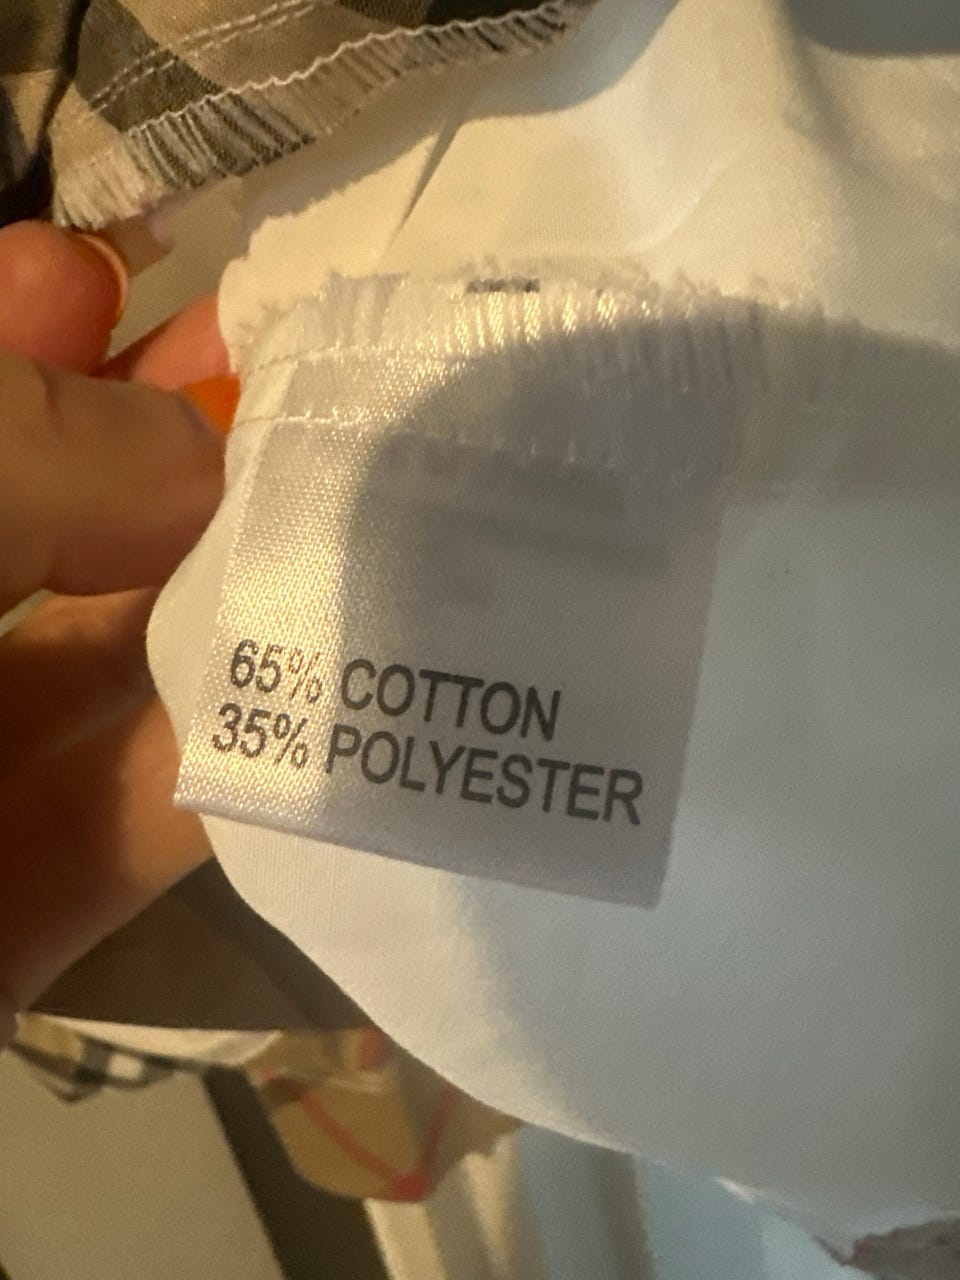 65% COTTON
35% POLYESTER